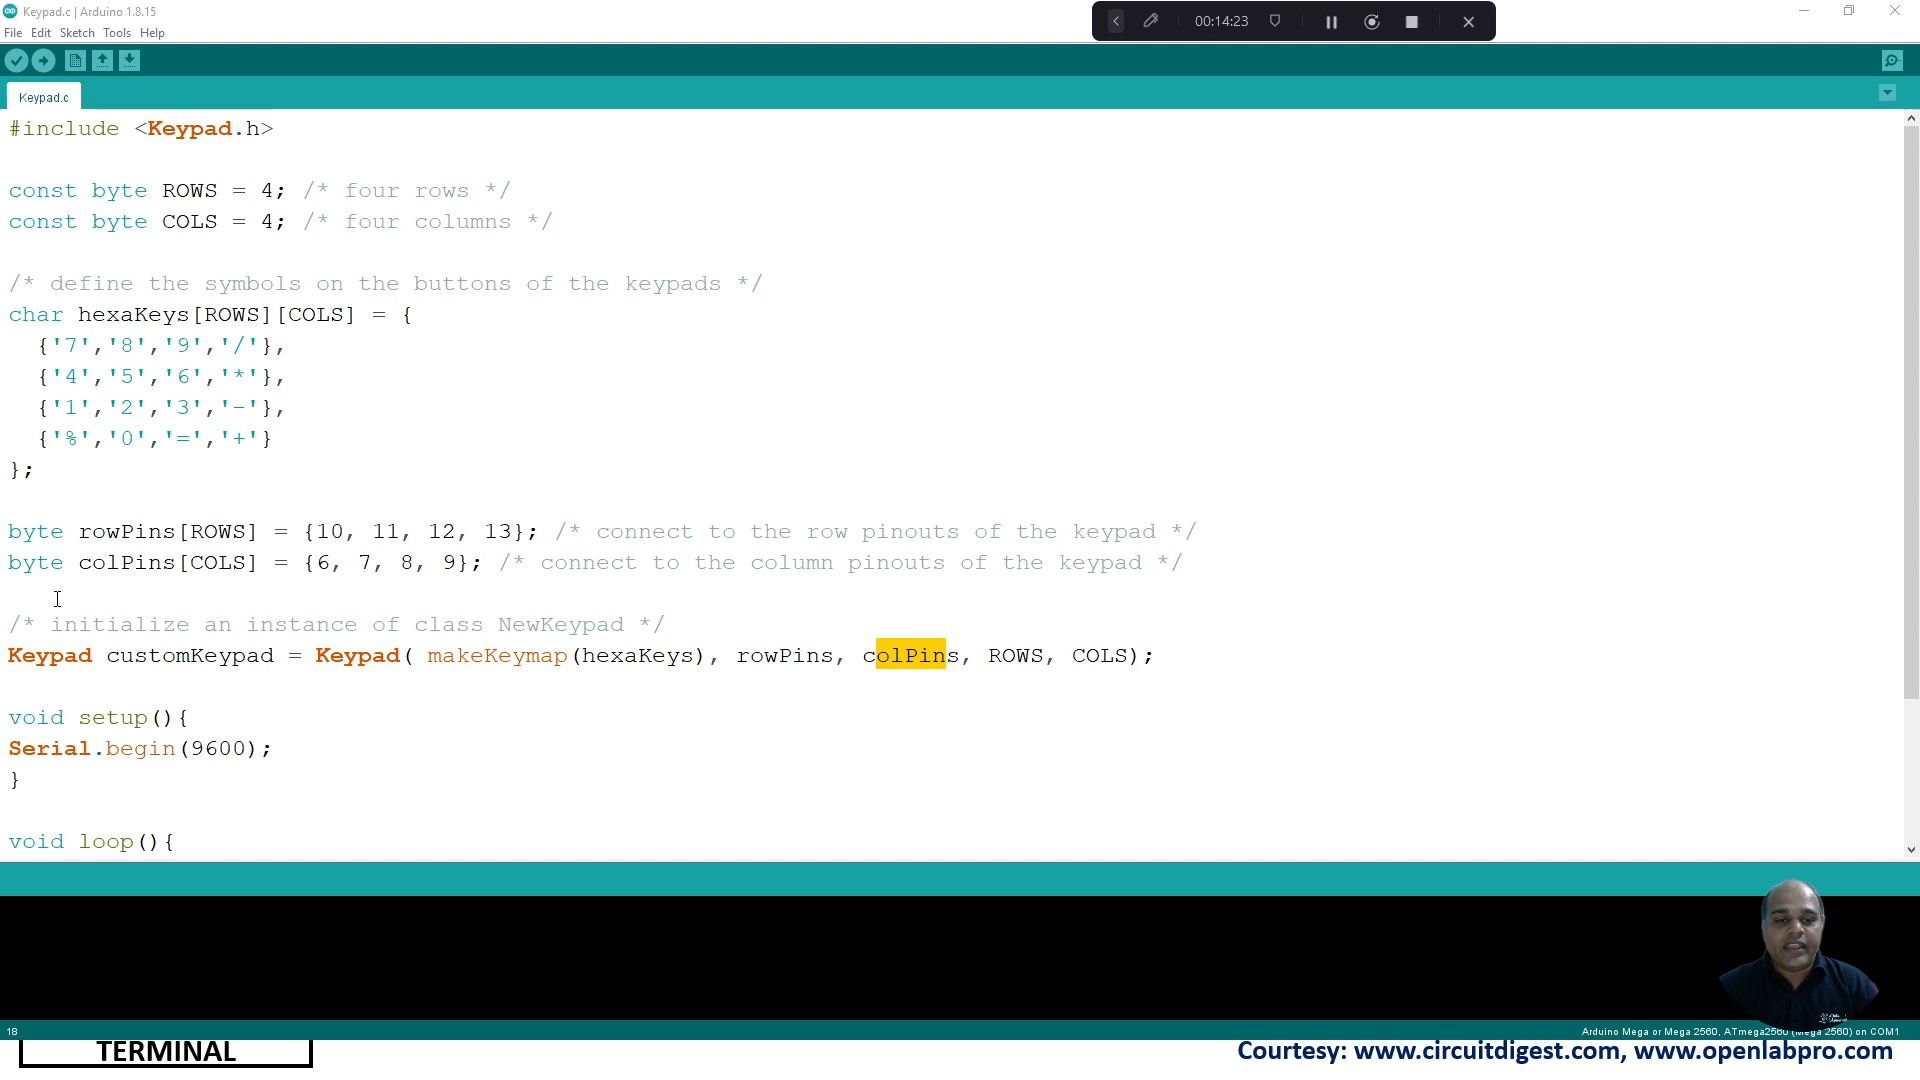 Keypad.c | Arduino 1.8.15
00:14:23
File Edit Sketch Tools Help
Keypad.c
#include <Keypad.h>
const byte ROWS = 4; /* four rows */
const byte COLS = 4; /* four columns */
/* define the symbols on the buttons of the keypads */
char hexaKeys[ROWS][COLS] = {
{'7','8','9','/'},
{'4','5','6','*'},
{'1','2','3','-'},
{'%','0','=','+'}
};
byte rowPins[ROWS] = {10, 11, 12, 13}; /* connect to the row pinouts of the keypad */
byte colPins[COLS] = {6, 7, 8, 9}; /* connect to the column pinouts of the keypad */
/* initialize an instance of class NewKeypad */
Keypad customKeypad = Keypad( makeKeymap(hexaKeys), rowPins, colPins, ROWS, COLS);
void setup(){
Serial.begin(9600);
}
void loop(){
18
Arduino Mega or Mega 2560, ATmega2560 (Mega 2560) on COM1
TERMINAL
Courtesy: www.circuitdigest.com, www.openlabpro.com